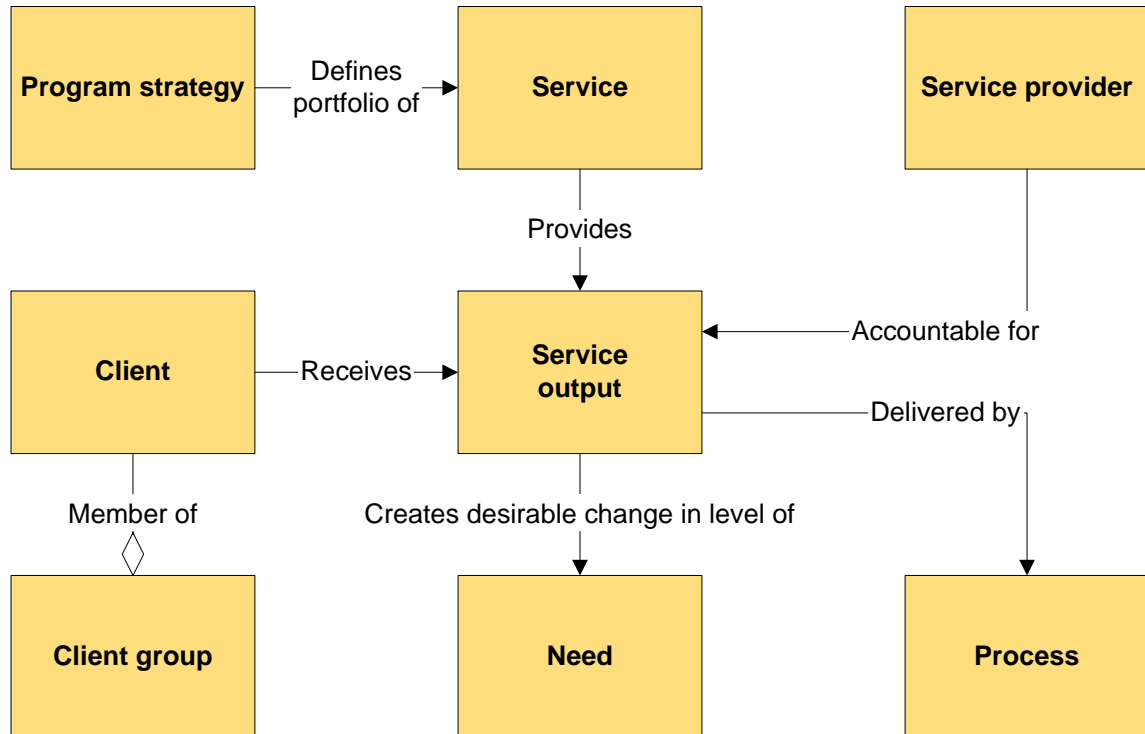 Program strategy
Defines
portfolio of
Service
Service provider
Provides
Client
Receives
Service
output
Accountable for
Delivered by
Member of
Creates desirable change in level of
Client group
Need
Process